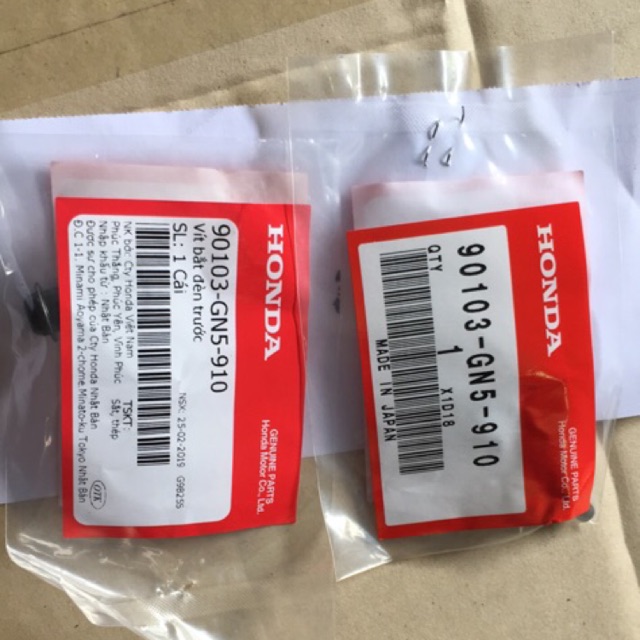 HONDA
GENUINE PARTS
Honda Motor Co., Ltd.
90103-GN5-910
Vít bắt đèn trước
SL: 1 Cái
NSX: 25-02-2019 G99235
NK bởi: Cty Honda Việt Nam
Phúc Thắng, Phúc Yên, Vĩnh Phúc
TSKT:
Nhập khẩu từ : Nhật Bản
Sắt, thép
Được sự cho phép của Cty Honda Nhật Bản
Đ.C 1-1. Minami Aoyama 2-chome.Minato-ku. Tokyo Nhật Bản
HONDA
GENUINE PARTS
Honda Motor Co., Ltd.
90103-GN5-910
QTY 1 X1D18
MADE IN JAPAN